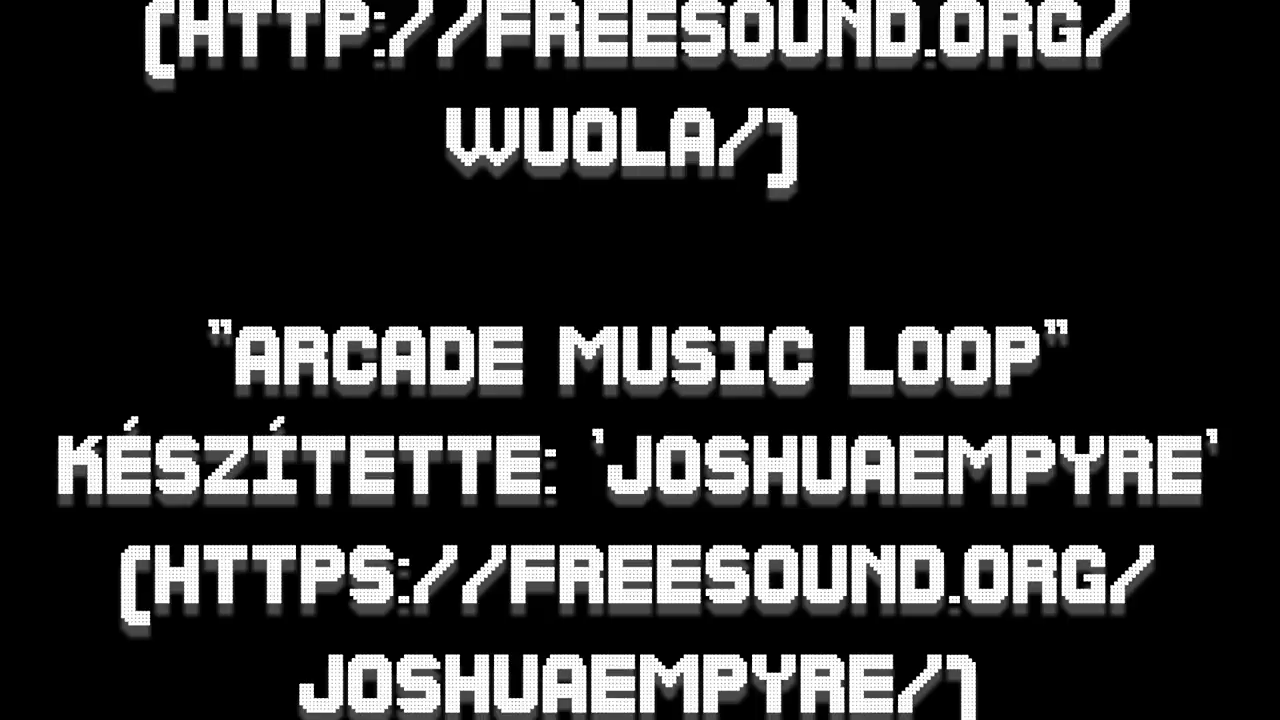 (HTTP://FREESOUND.ORG/
WUOLA/)
"ARCADE MUSIC LOOP"
KÉSZÍTETTE: 'JOSHUAEMPYRE'
(HTTPS://FREESOUND.ORG/
JOSHUAEMPYRE/)